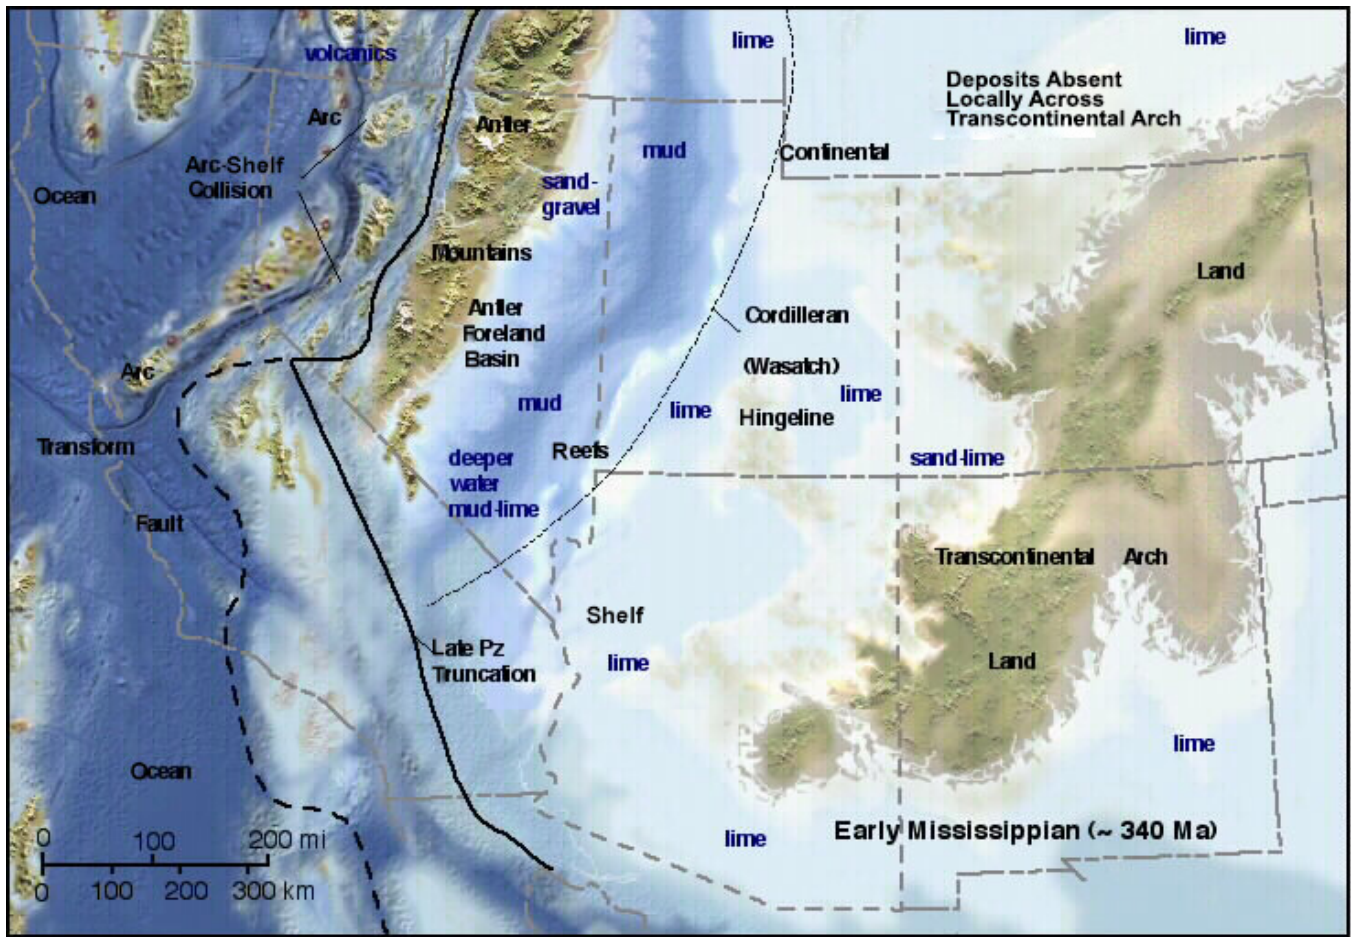 volcanics
lime
lime
Deposits Absent
Locally Across
Transcontinental Arch
Arc
Antler
mud
Continental
Arc-Shelf
Collision
Ocean
sand-
gravel
Mountains
Land
Antler
Foreland
Basin
Cordilleran
(Wasatch)
Hingeline
Arc
mud
lime
lime
Transform
Reefs
deeper
water
mud-lime
sand-lime
Fault
Transcontinental Arch
Shelf
Late Pz
Truncation
lime
Land
Ocean
lime
lime
Early Mississippian (~ 340 Ma)
0 100 200 mi
0 100 200 300 km